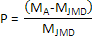 P = (M_A-M_JMD) / M_JMD